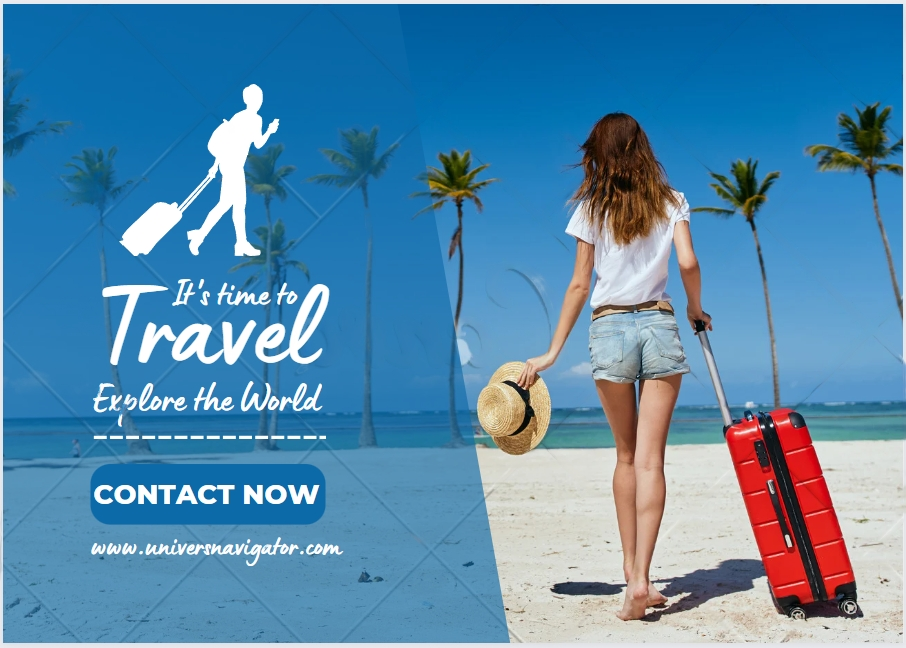 It's time to
Travel
Explore the World
CONTACT NOW
www.universnavigator.com